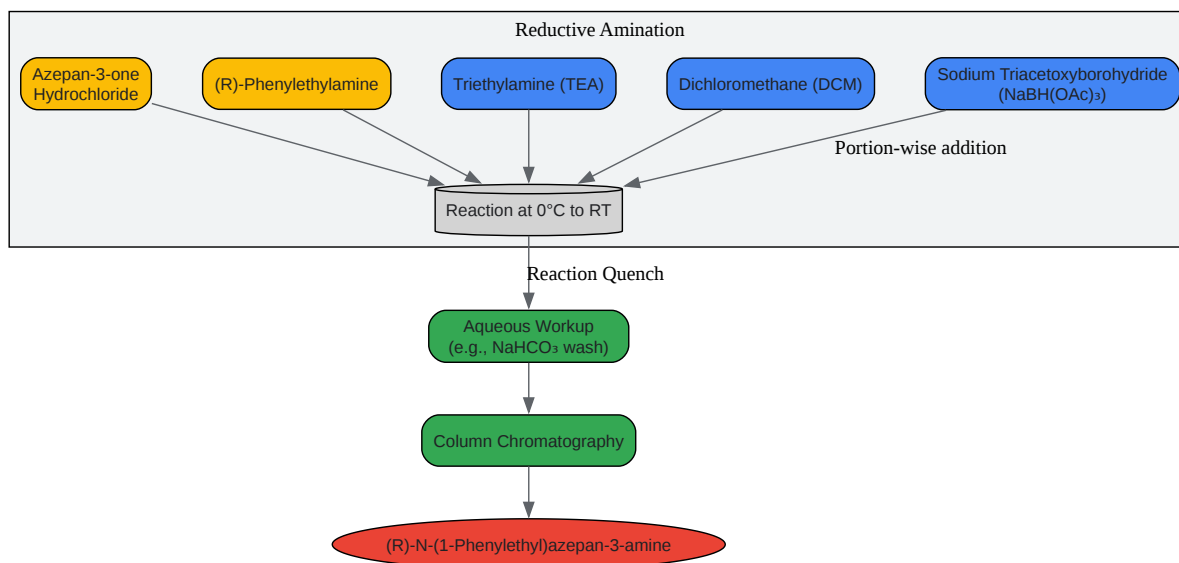 Reductive Amination
Azepan-3-one
Hydrochloride
(R)-Phenylethylamine
Triethylamine (TEA)
Dichloromethane (DCM)
Sodium Triacetoxyborohydride
(NaBH(OAc)₃)
Portion-wise addition
Reaction at 0°C to RT
Reaction Quench
Aqueous Workup
(e.g., NaHCO₃ wash)
Column Chromatography
(R)-N-(1-Phenylethyl)azepan-3-amine